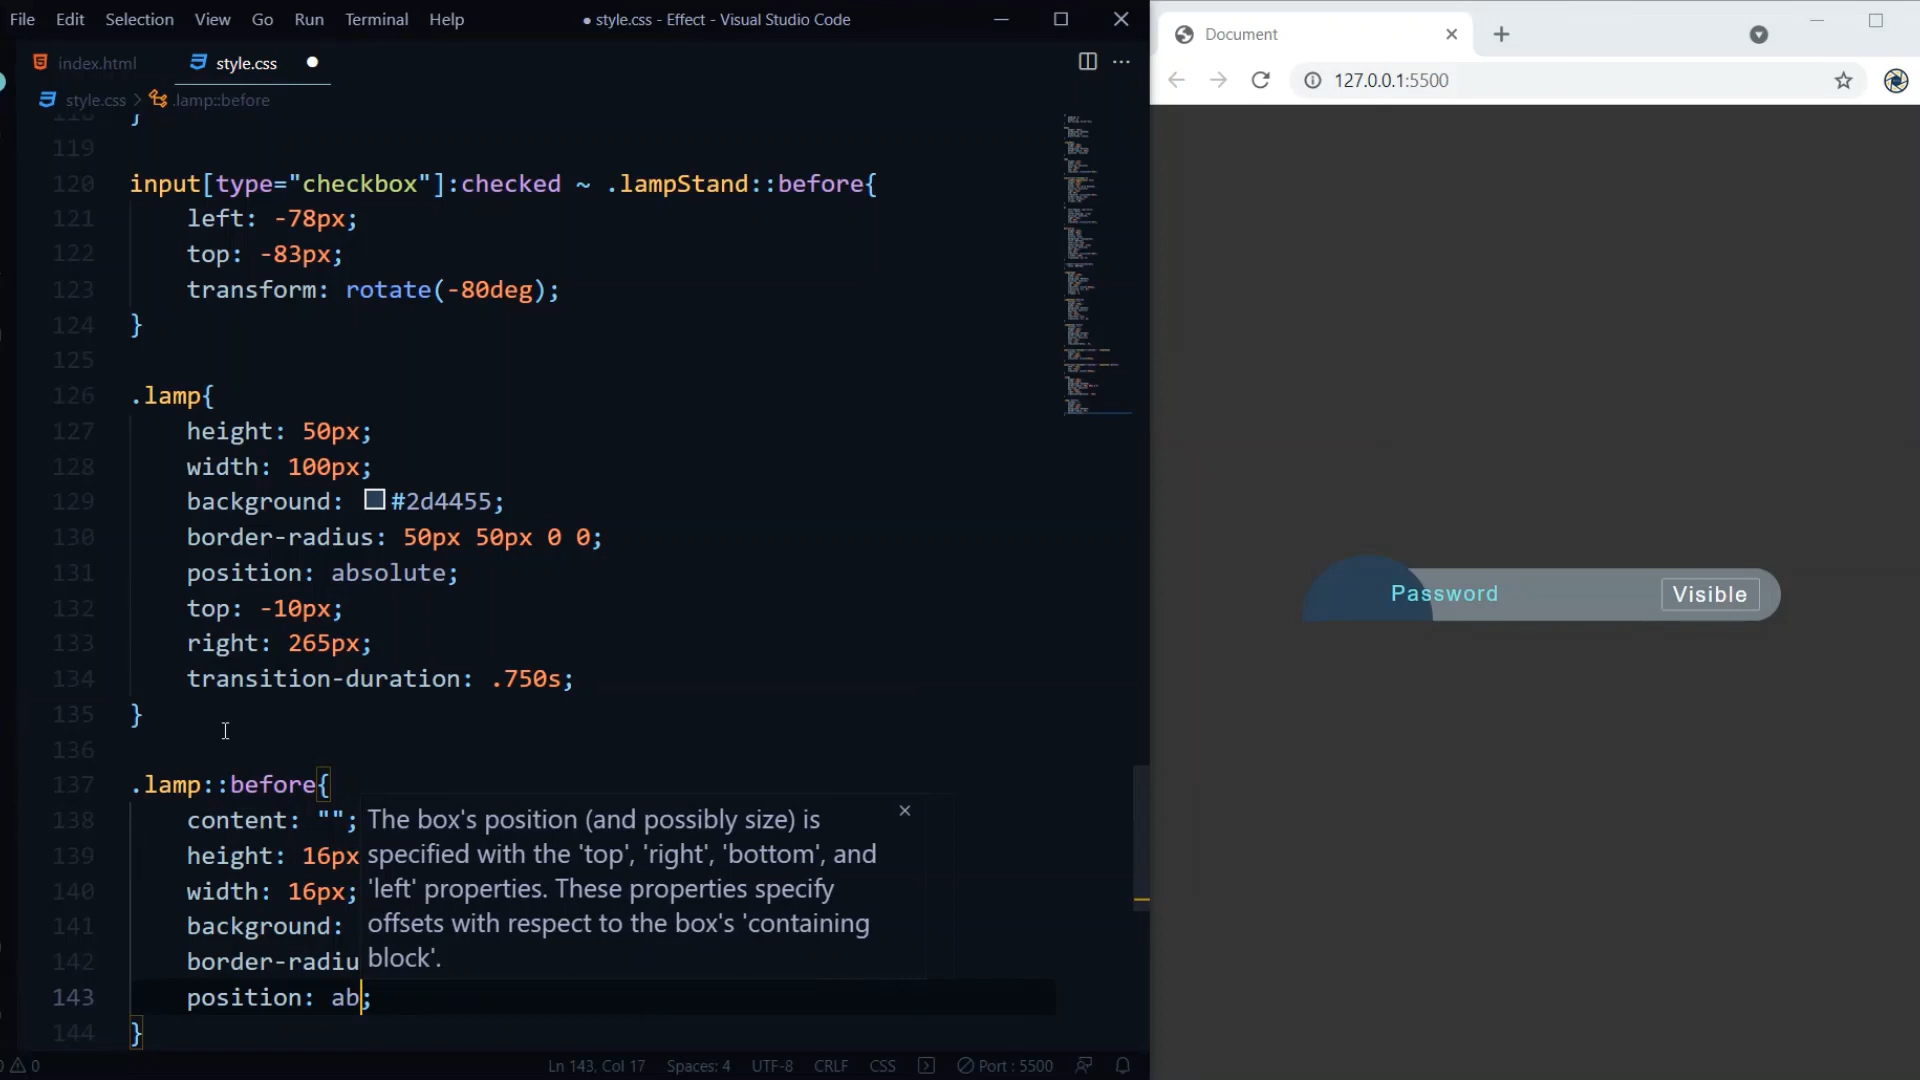 File Edit Selection View Go Run Terminal Help ● style.css - Effect - Visual Studio Code
index.html style.css
style.css > .lamp::before
118 }
119
120 input[type="checkbox"]:checked ~ .lampStand::before{
121 left: -78px;
122 top: -83px;
123 transform: rotate(-80deg);
124 }
125
126 .lamp{
127 height: 50px;
128 width: 100px;
129 background: #2d4455;
130 border-radius: 50px 50px 0 0;
131 position: absolute;
132 top: -10px;
133 right: 265px;
134 transition-duration: .750s;
135 }
136
137 .lamp::before{
138 content: "";
139 height: 16px
140 width: 16px;
141 background:
142 border-radiu
143 position: ab;
144 }
The box's position (and possibly size) is
specified with the 'top', 'right', 'bottom', and
'left' properties. These properties specify
offsets with respect to the box's 'containing
block'.
0 Ln 143, Col 17 Spaces: 4 UTF-8 CRLF CSS Port : 5500
Document
127.0.0.1:5500
Password Visible